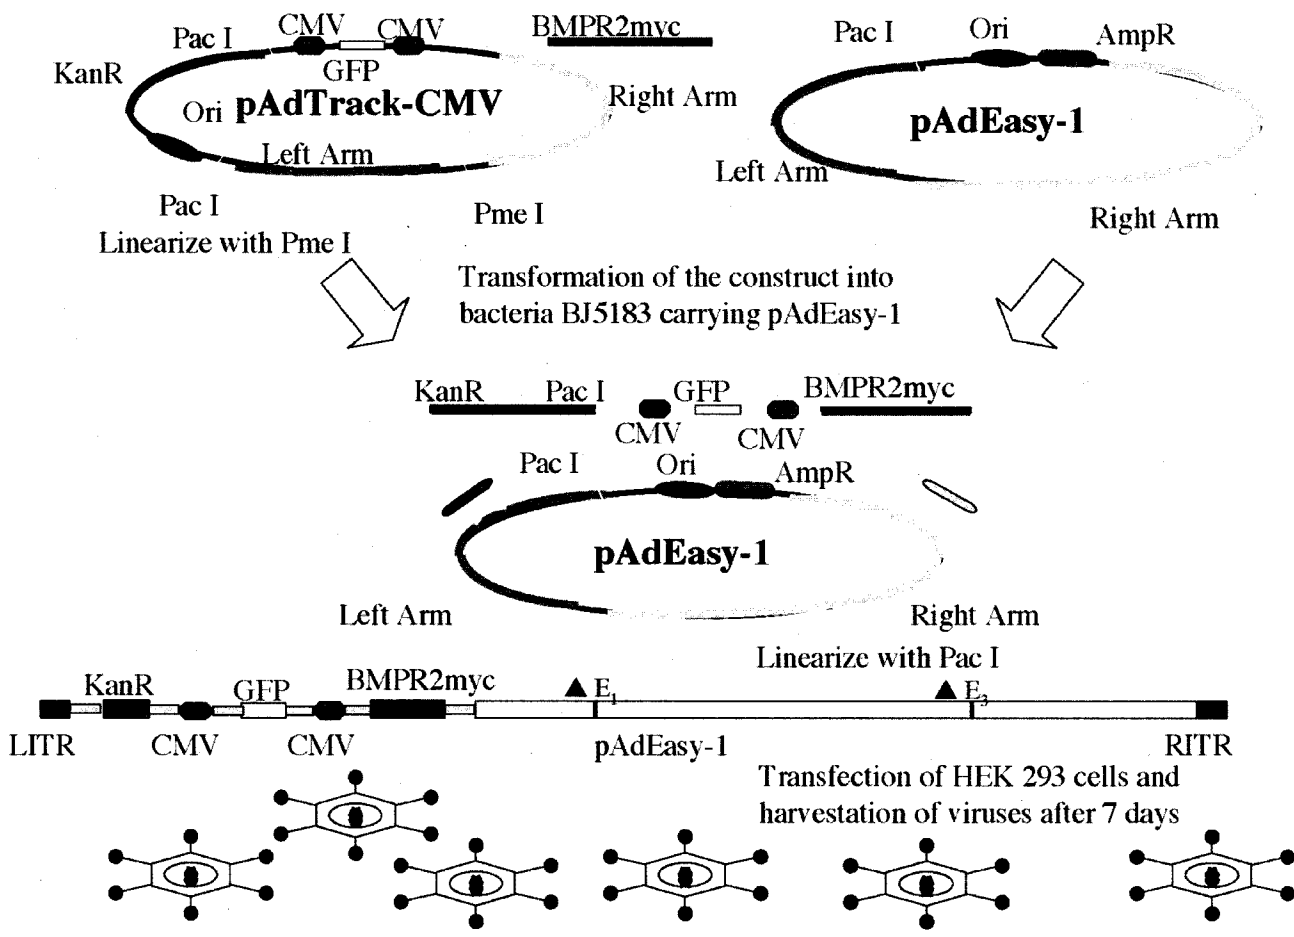 CMV CMV
BMPR2myc
Pac I
KanR
GFP
Ori
pAdTrack-CMV
Right Arm
Left Arm
Pac I
Pme I
Linearize with Pme I
Pac I
Ori
AmpR
pAdEasy-1
Left Arm
Right Arm
Transformation of the construct into
bacteria BJ5183 carrying pAdEasy-1
KanR Pac I GFP BMPR2myc
CMV CMV
Pac I Ori AmpR
pAdEasy-1
Left Arm Right Arm
Linearize with Pac I
KanR GFP BMPR2myc E1 E3
LITR CMV CMV pAdEasy-1 RITR
Transfection of HEK 293 cells and
harvestation of viruses after 7 days